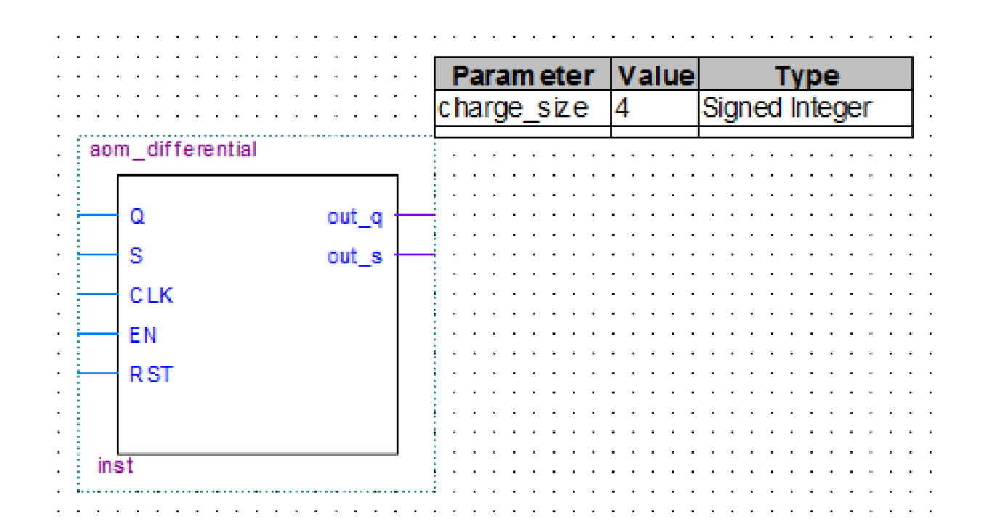 Parameter Value Type
charge_size 4 Signed Integer
aom_differential
Q out_q
S out_s
CLK
EN
RST
inst